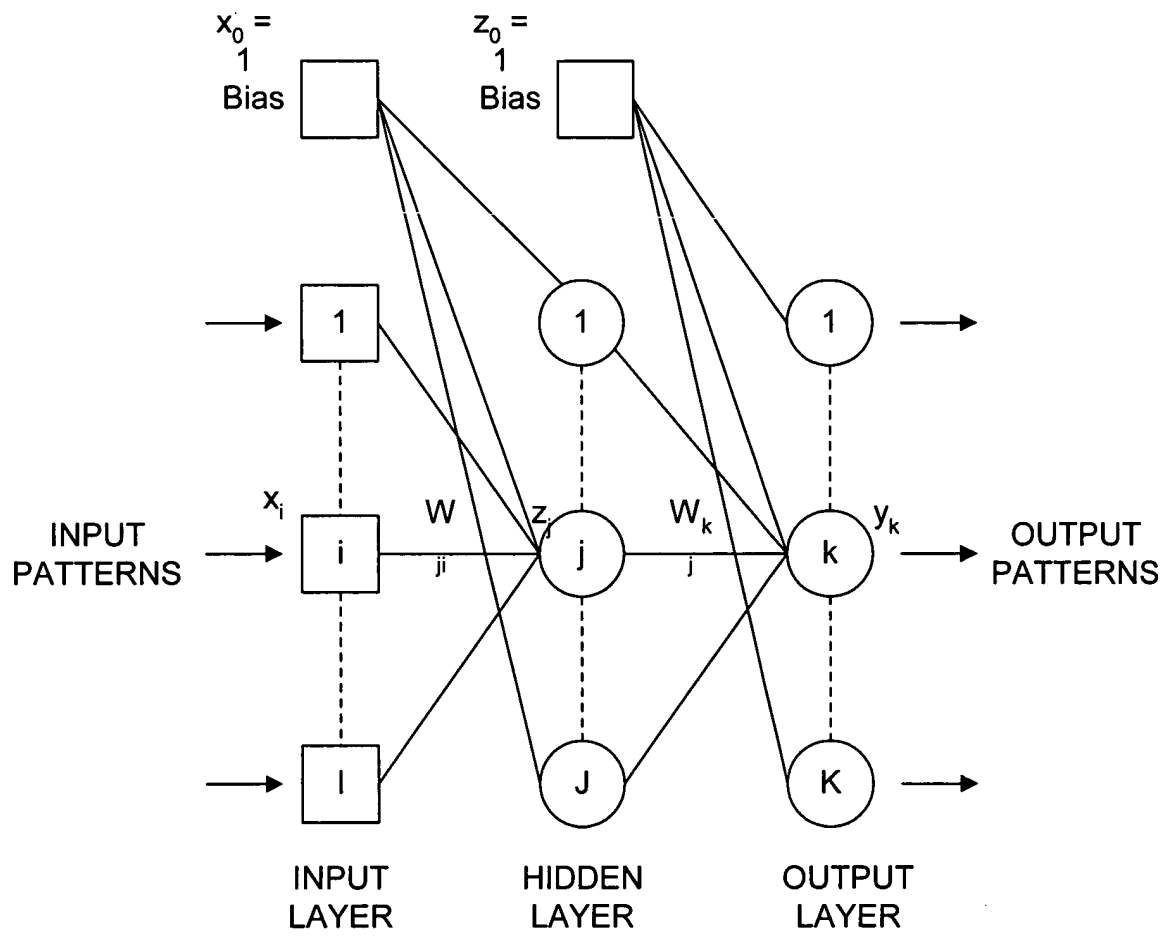 x₀ =
1
Bias
z₀ =
1
Bias
1
1
1
xᵢ
W
ji
zⱼ
Wₖ
j
yₖ
INPUT
PATTERNS
i
j
k
OUTPUT
PATTERNS
I
J
K
INPUT
LAYER
HIDDEN
LAYER
OUTPUT
LAYER